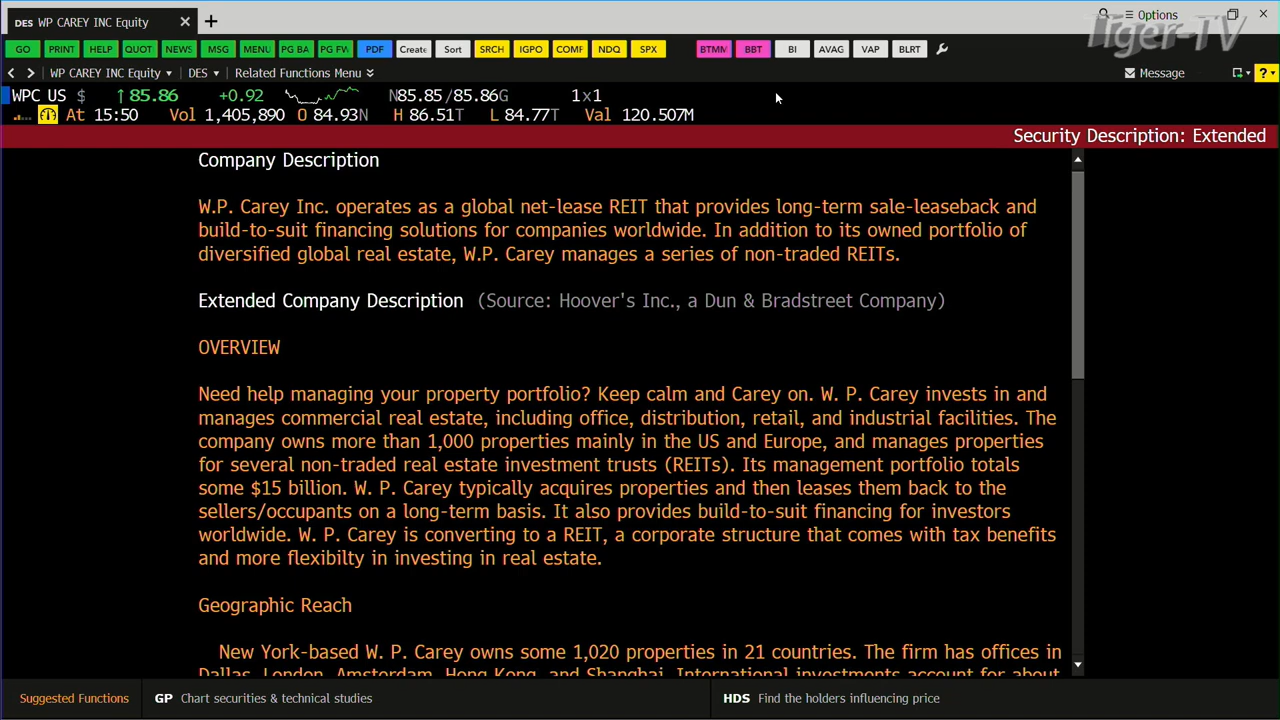 DES WP CAREY INC Equity × +
Tiger-TV
Options
GO PRINT HELP QUOT NEWS MSG MENU PG BA PG FW PDF Create Sort SRCH IGPO COMF NDQ SPX BTMM BBT BI AVAG VAP BLRT
WP CAREY INC Equity DES Related Functions Menu Message ?
WPC US $ ↑ 85.86 +0.92 N85.85 / 85.86G 1x1
At 15:50 Vol 1,405,890 O 84.93N H 86.51T L 84.77T Val 120.507M
Security Description: Extended
Company Description
W.P. Carey Inc. operates as a global net-lease REIT that provides long-term sale-leaseback and
build-to-suit financing solutions for companies worldwide. In addition to its owned portfolio of
diversified global real estate, W.P. Carey manages a series of non-traded REITs.
Extended Company Description (Source: Hoover's Inc., a Dun & Bradstreet Company)
OVERVIEW
Need help managing your property portfolio? Keep calm and Carey on. W. P. Carey invests in and
manages commercial real estate, including office, distribution, retail, and industrial facilities. The
company owns more than 1,000 properties mainly in the US and Europe, and manages properties
for several non-traded real estate investment trusts (REITs). Its management portfolio totals
some $15 billion. W. P. Carey typically acquires properties and then leases them back to the
sellers/occupants on a long-term basis. It also provides build-to-suit financing for investors
worldwide. W. P. Carey is converting to a REIT, a corporate structure that comes with tax benefits
and more flexibilty in investing in real estate.
Geographic Reach
New York-based W. P. Carey owns some 1,020 properties in 21 countries. The firm has offices in
Dallas, London, Amsterdam, Hong Kong, and Shanghai. International investments account for about
Suggested Functions GP Chart securities & technical studies HDS Find the holders influencing price